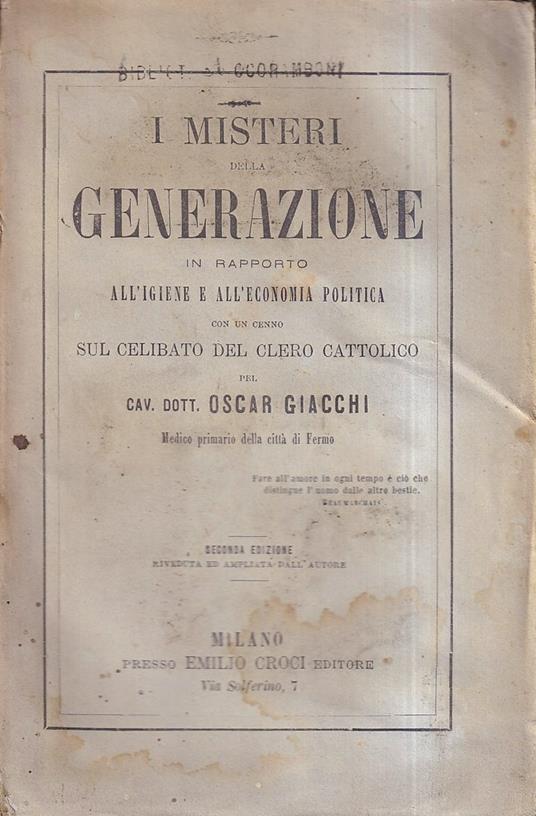 I MISTERI
DELLA
GENERAZIONE
IN RAPPORTO
ALL'IGIENE E ALL'ECONOMIA POLITICA
CON UN CENNO
SUL CELIBATO DEL CLERO CATTOLICO
PEL
CAV. DOTT. OSCAR GIACCHI
Medico primario della città di Fermo
Fare all'amore in ogni tempo è ciò che
distingue l'uomo dalle altre bestie.
BEAUMARCHAIS
SECONDA EDIZIONE
RIVEDUTA ED AMPLIATA DALL'AUTORE
MILANO
PRESSO EMILIO CROCI EDITORE
Via Solferino, 7